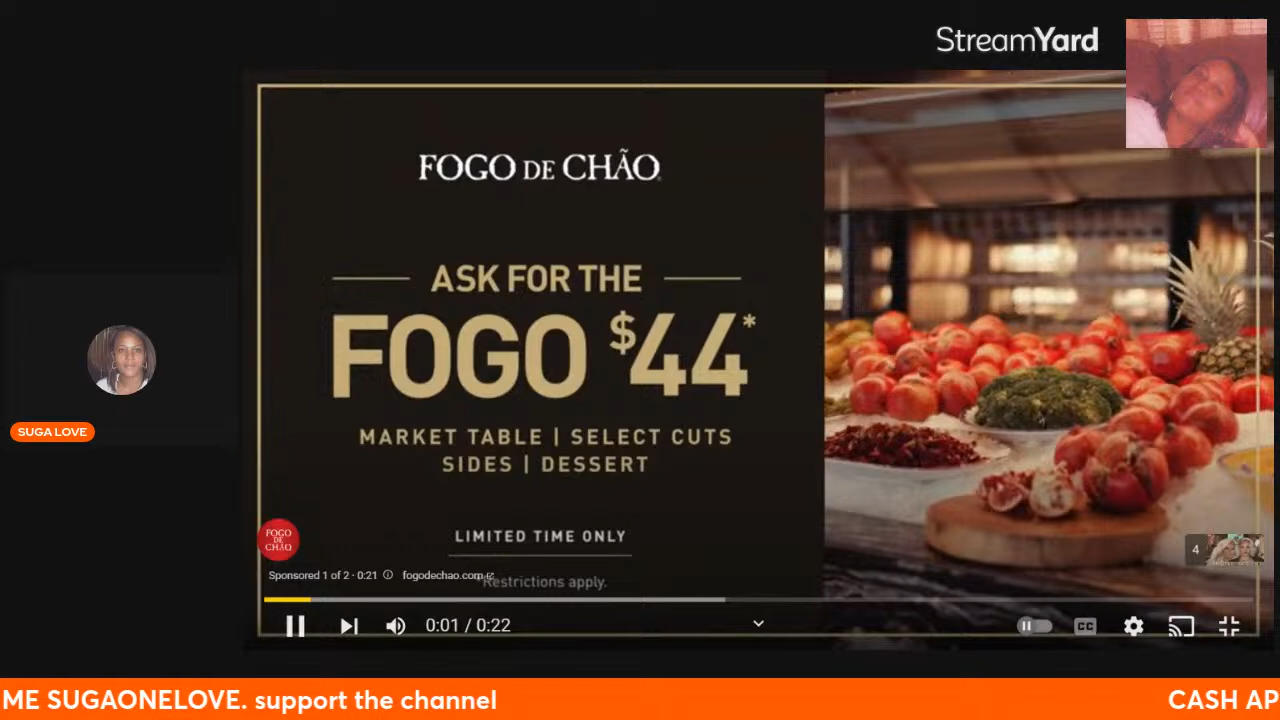 StreamYard
FOGO DE CHÃO
ASK FOR THE
FOGO $44*
MARKET TABLE | SELECT CUTS
SIDES | DESSERT
LIMITED TIME ONLY
*Restrictions apply.
SUGA LOVE
FOGO
DE
CHÃO
Sponsored 1 of 2 · 0:21 fogodechao.com
4
0:01 / 0:22
CC
ME SUGAONELOVE. support the channel
CASH AP